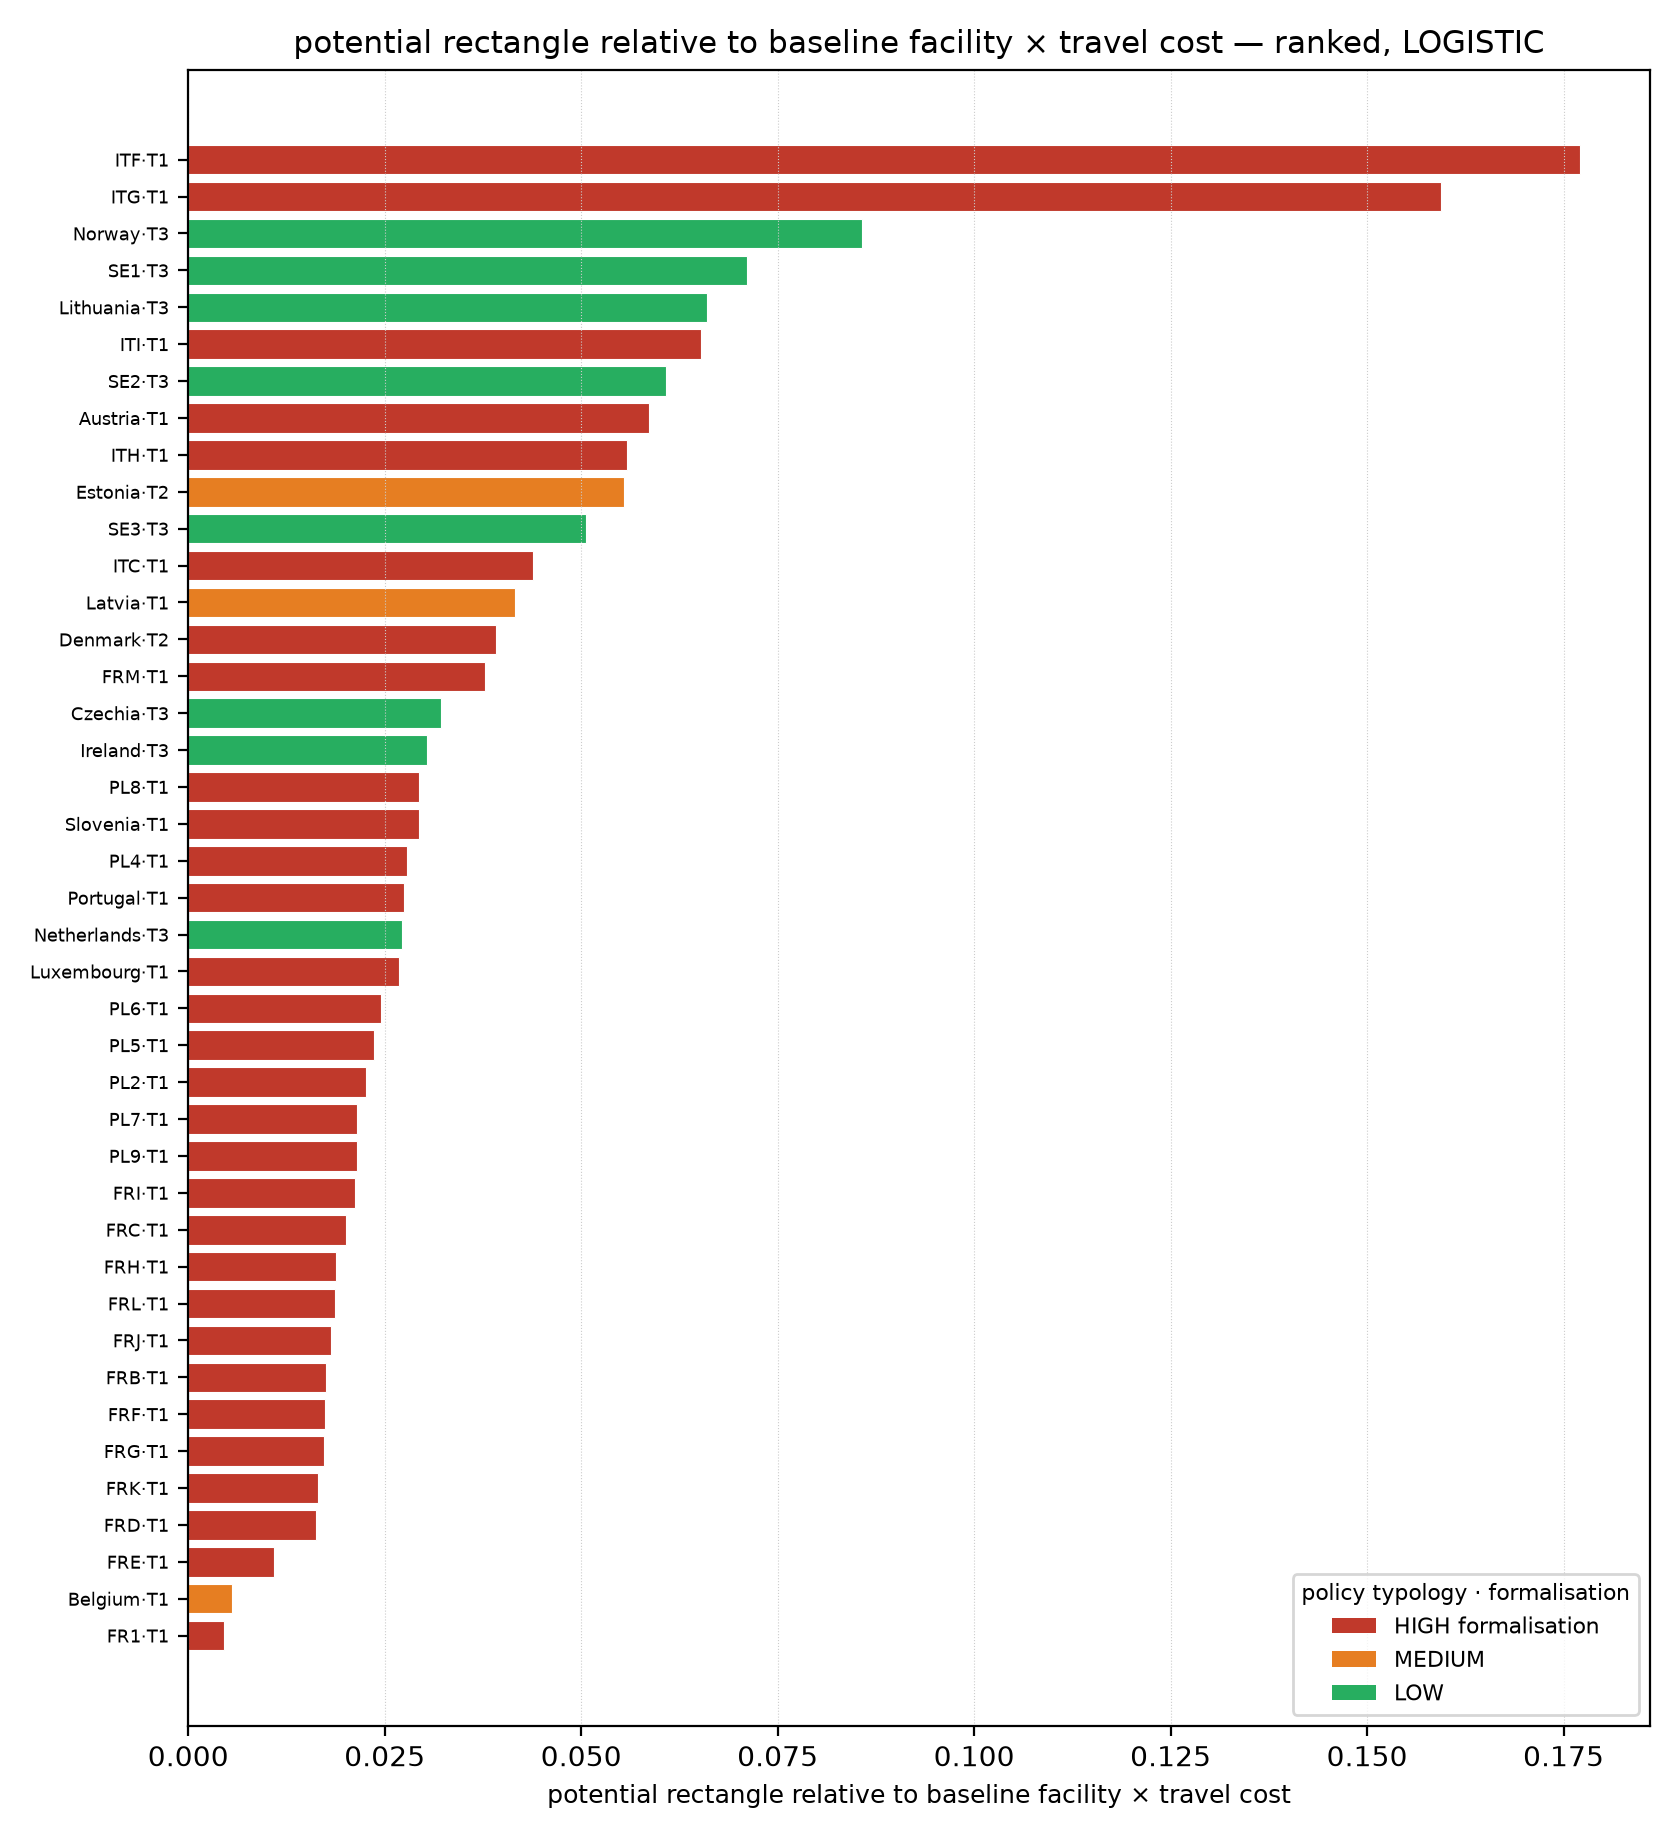 potential rectangle relative to baseline facility × travel cost — ranked, LOGISTIC
ITF·T1
ITG·T1
Norway·T3
SE1·T3
Lithuania·T3
ITI·T1
SE2·T3
Austria·T1
ITH·T1
Estonia·T2
SE3·T3
ITC·T1
Latvia·T1
Denmark·T2
FRM·T1
Czechia·T3
Ireland·T3
PL8·T1
Slovenia·T1
PL4·T1
Portugal·T1
Netherlands·T3
Luxembourg·T1
PL6·T1
PL5·T1
PL2·T1
PL7·T1
PL9·T1
FRI·T1
FRC·T1
FRH·T1
FRL·T1
FRJ·T1
FRB·T1
FRF·T1
FRG·T1
FRK·T1
FRD·T1
FRE·T1
Belgium·T1
FR1·T1
policy typology · formalisation
HIGH formalisation
MEDIUM
LOW
0.000 0.025 0.050 0.075 0.100 0.125 0.150 0.175
potential rectangle relative to baseline facility × travel cost